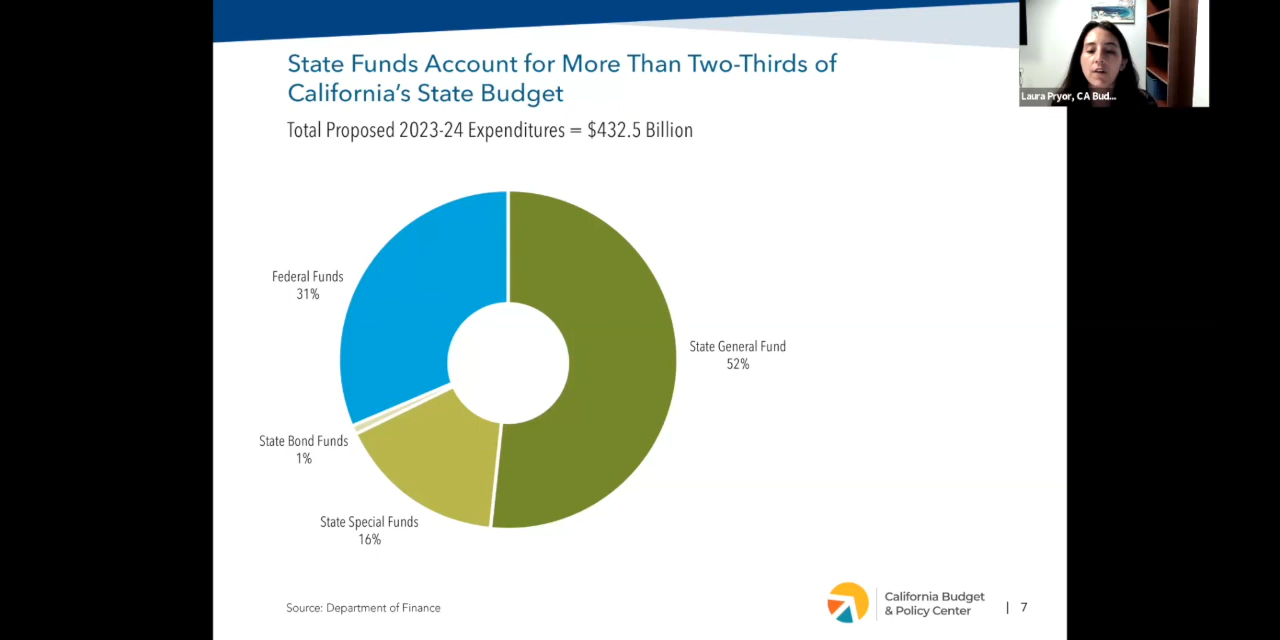 State Funds Account for More Than Two-Thirds of
California's State Budget
Total Proposed 2023-24 Expenditures = $432.5 Billion
Laura Pryor, CA Bud...
Federal Funds
31%
State General Fund
52%
State Bond Funds
1%
State Special Funds
16%
Source: Department of Finance
California Budget
& Policy Center
| 7